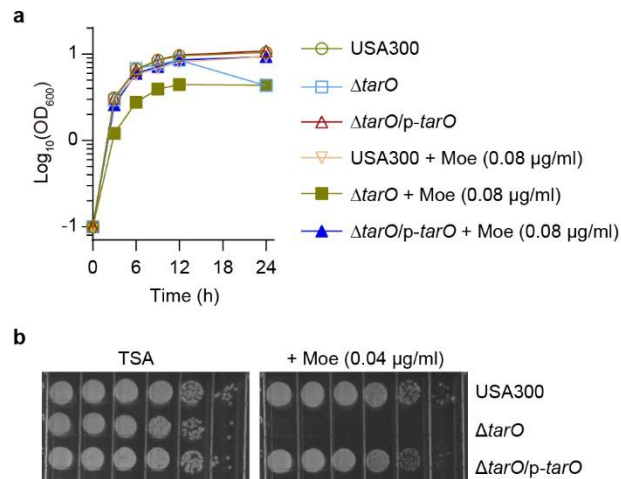 a
Log₁₀(OD₆₀₀)
1
0
-1
0 6 12 18 24
Time (h)
USA300
ΔtarO
ΔtarO/p-tarO
USA300 + Moe (0.08 µg/ml)
ΔtarO + Moe (0.08 µg/ml)
ΔtarO/p-tarO + Moe (0.08 µg/ml)
b
TSA
+ Moe (0.04 µg/ml)
USA300
ΔtarO
ΔtarO/p-tarO